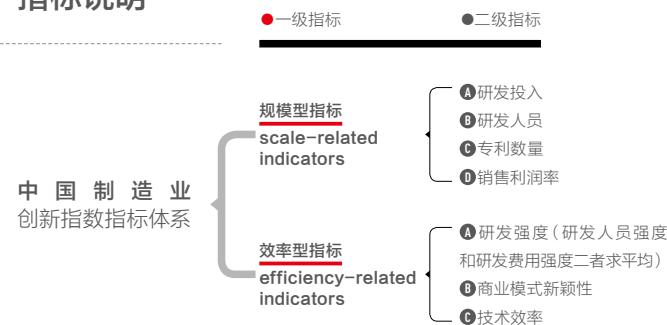 指标说明
●一级指标
●二级指标
中国制造业
创新指数指标体系
规模型指标
scale-related
indicators
A研发投入
B研发人员
C专利数量
D销售利润率
效率型指标
efficiency-related
indicators
A研发强度(研发人员强度
和研发费用强度二者求平均)
B商业模式新颖性
C技术效率